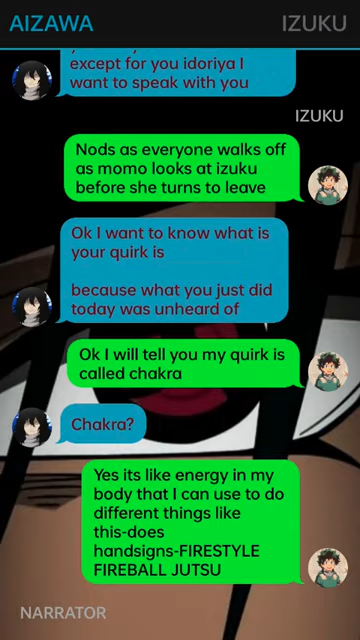 AIZAWA
IZUKU
except for you idoriya I
want to speak with you
IZUKU
Nods as everyone walks off
as momo looks at izuku
before she turns to leave
Ok I want to know what is
your quirk is
because what you just did
today was unheard of
Ok I will tell you my quirk is
called chakra
Chakra?
Yes its like energy in my
body that I can use to do
different things like
this-does
handsigns-FIRESTYLE
FIREBALL JUTSU
NARRATOR